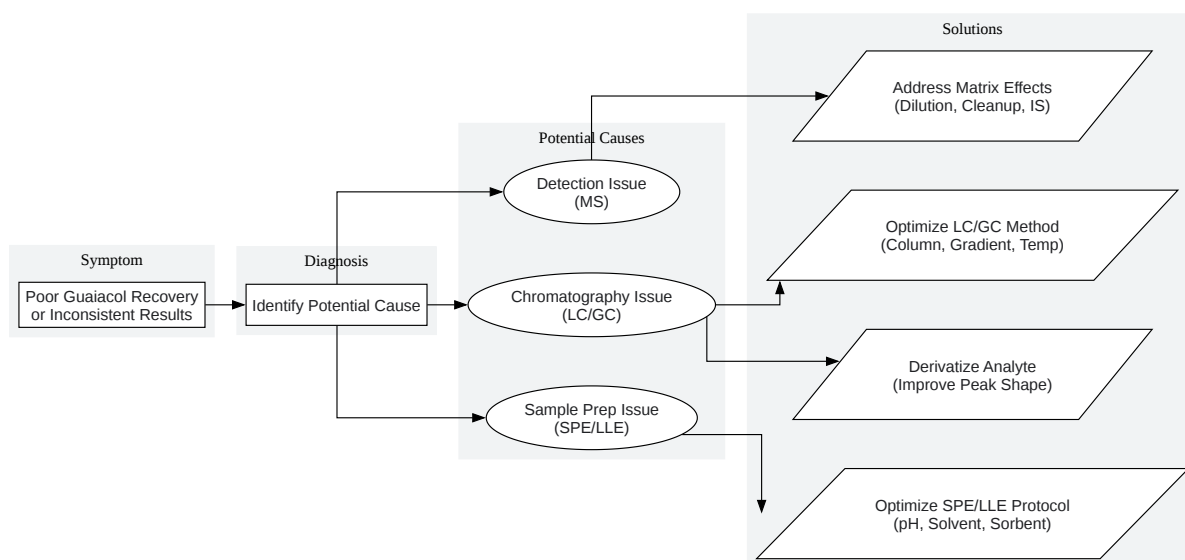 Symptom
Poor Guaiacol Recovery
or Inconsistent Results
Diagnosis
Identify Potential Cause
Potential Causes
Detection Issue
(MS)
Chromatography Issue
(LC/GC)
Sample Prep Issue
(SPE/LLE)
Solutions
Address Matrix Effects
(Dilution, Cleanup, IS)
Optimize LC/GC Method
(Column, Gradient, Temp)
Derivatize Analyte
(Improve Peak Shape)
Optimize SPE/LLE Protocol
(pH, Solvent, Sorbent)